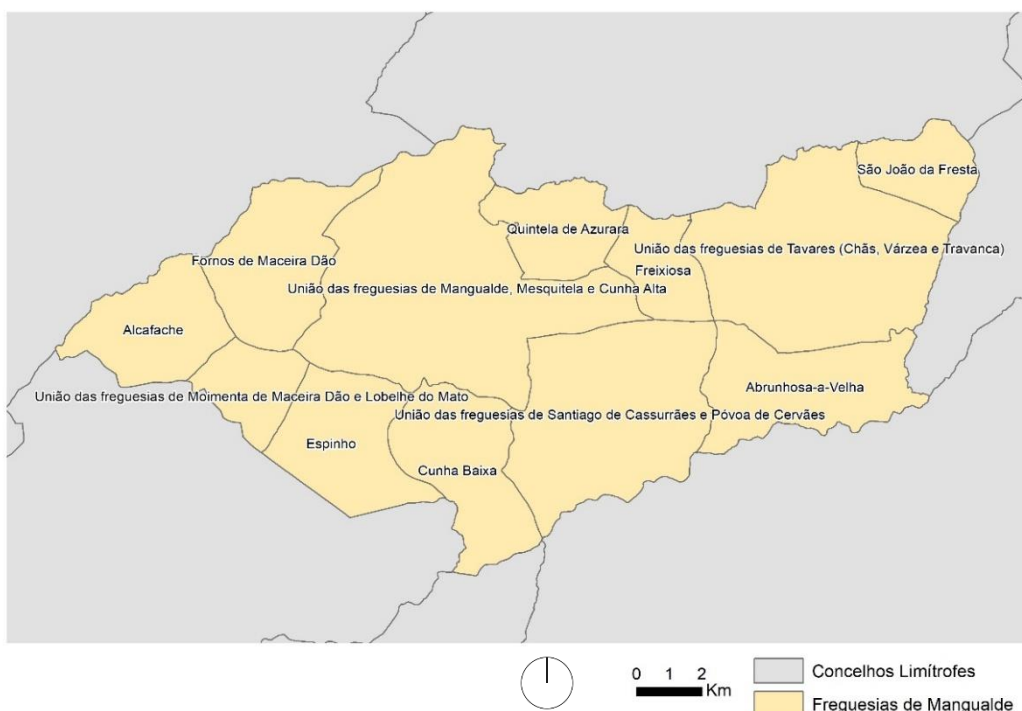 São João da Fresta
Quintela de Azurara
União das freguesias de Tavares (Chãs, Várzea e Travanca)
Fornos de Maceira Dão
Freixiosa
União das freguesias de Mangualde, Mesquitela e Cunha Alta
Alcafache
Abrunhosa-a-Velha
União das freguesias de Moimenta de Maceira Dão e Lobelhe do Mato
União das freguesias de Santiago de Cassurrães e Póvoa de Cervães
Espinho
Cunha Baixa
0 1 2
Km
Concelhos Limítrofes
Freguesias de Mangualde